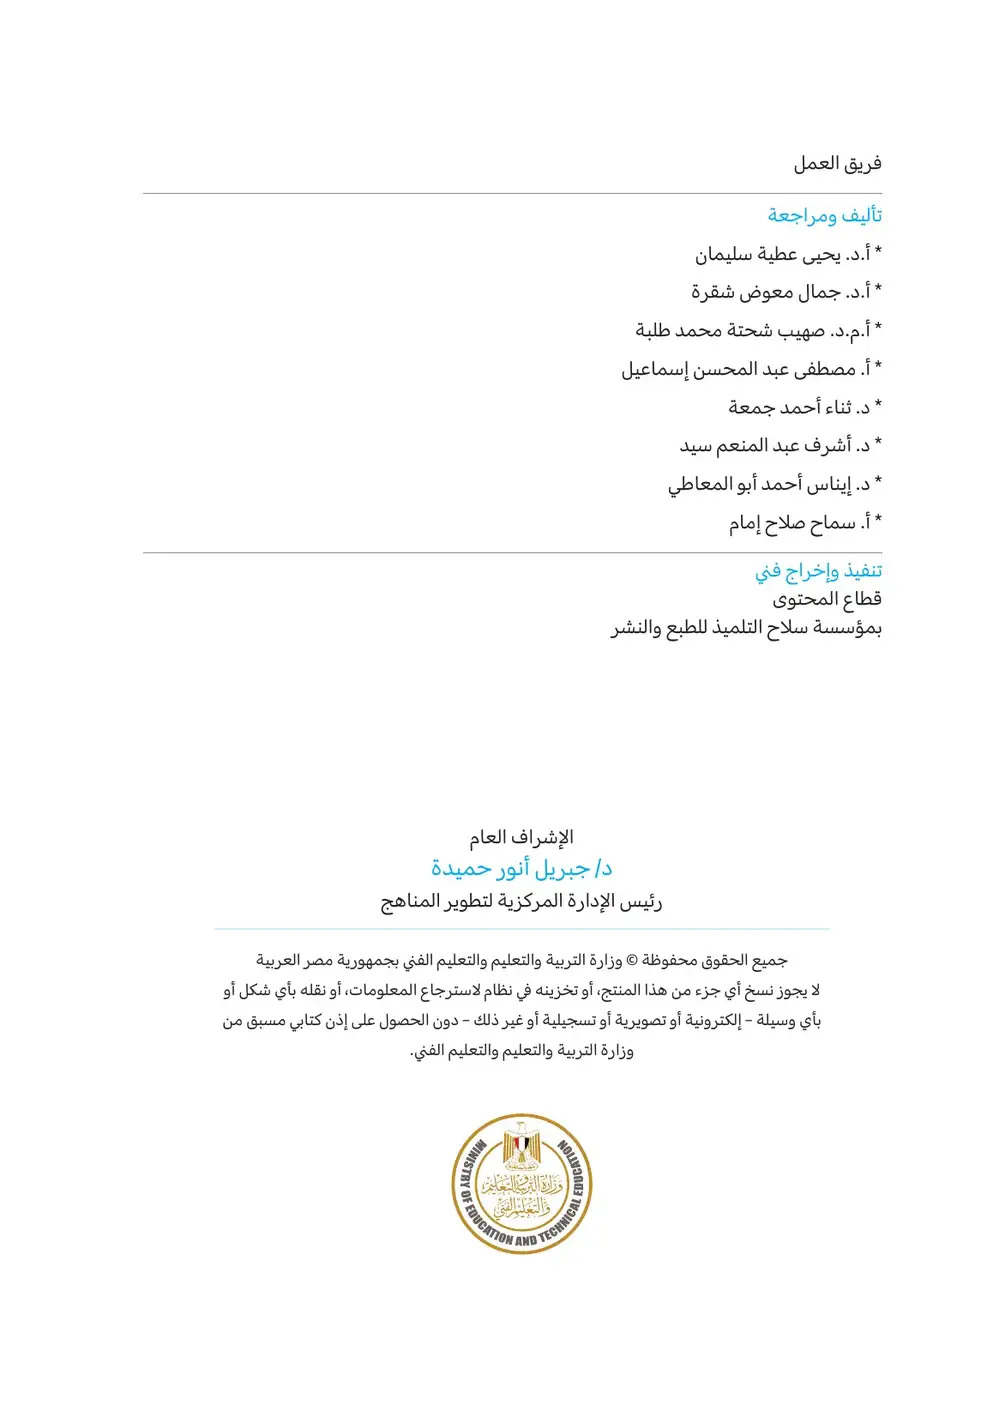 فريق العمل
تأليف ومراجعة
* أ.د. يحيى عطية سليمان
* أ.د. جمال معوض شقرة
* أ.م.د. صهيب شحتة محمد طلبة
* أ. مصطفى عبد المحسن إسماعيل
* د. ثناء أحمد جمعة
* د. أشرف عبد المنعم سيد
* د. إيناس أحمد أبو المعاطي
* أ. سماح صلاح إمام
تنفيذ وإخراج فني
قطاع المحتوى
بمؤسسة سلاح التلميذ للطبع والنشر
الإشراف العام
د/ جبريل أنور حميدة
رئيس الإدارة المركزية لتطوير المناهج
جميع الحقوق محفوظة © وزارة التربية والتعليم والتعليم الفني بجمهورية مصر العربية
لا يجوز نسخ أي جزء من هذا المنتج، أو تخزينه في نظام لاسترجاع المعلومات، أو نقله بأي شكل أو
بأي وسيلة – إلكترونية أو تصويرية أو تسجيلية أو غير ذلك – دون الحصول على إذن كتابي مسبق من
وزارة التربية والتعليم والتعليم الفني.
وزارة التربية والتعليم
والتعليم الفني
MINISTRY OF EDUCATION AND TECHNICAL EDUCATION